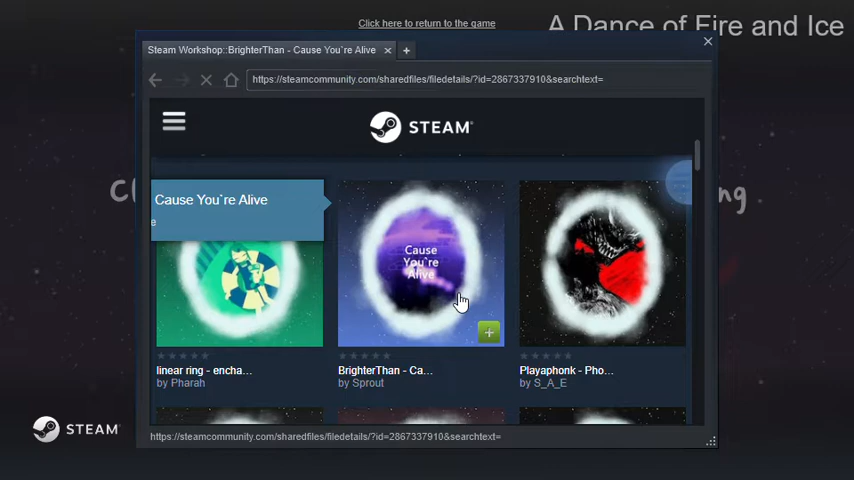 Click here to return to the game
A Dance of Fire and Ice
Steam Workshop::BrighterThan - Cause You`re Alive
https://steamcommunity.com/sharedfiles/filedetails/?id=2867337910&searchtext=
STEAM
Cause You`re Alive
e
Cause
You`re
Alive
linear ring - encha...
by Pharah
BrighterThan - Ca...
by Sprout
Playaphonk - Pho...
by S_A_E
STEAM
https://steamcommunity.com/sharedfiles/filedetails/?id=2867337910&searchtext=